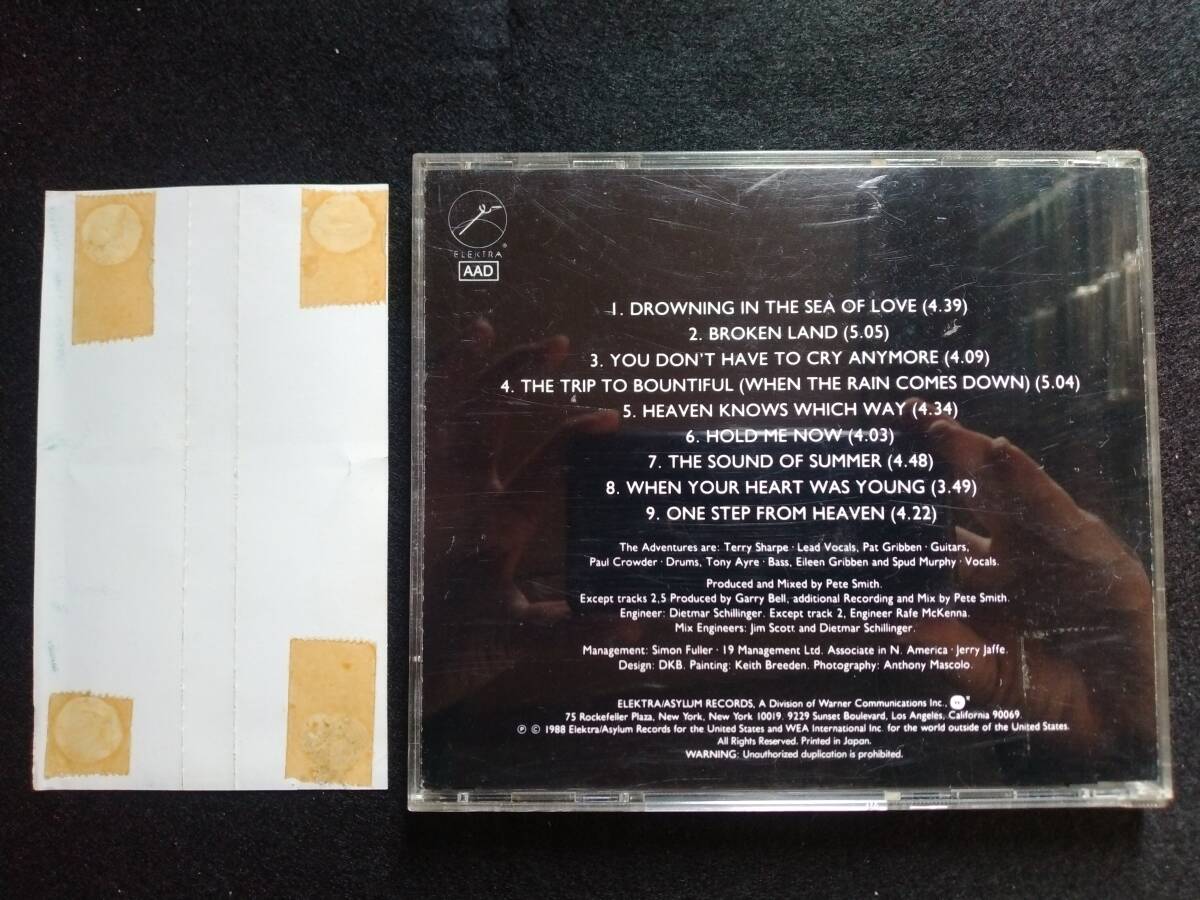 ELEKTRA
AAD
1. DROWNING IN THE SEA OF LOVE (4.39)
2. BROKEN LAND (5.05)
3. YOU DON'T HAVE TO CRY ANYMORE (4.09)
4. THE TRIP TO BOUNTIFUL (WHEN THE RAIN COMES DOWN) (5.04)
5. HEAVEN KNOWS WHICH WAY (4.34)
6. HOLD ME NOW (4.03)
7. THE SOUND OF SUMMER (4.48)
8. WHEN YOUR HEART WAS YOUNG (3.49)
9. ONE STEP FROM HEAVEN (4.22)
The Adventures are: Terry Sharpe · Lead Vocals, Pat Gribben · Guitars,
Paul Crowder · Drums, Tony Ayre · Bass, Eileen Gribben and Spud Murphy · Vocals.
Produced and Mixed by Pete Smith.
Except tracks 2,5 Produced by Garry Bell, additional Recording and Mix by Pete Smith.
Engineer: Dietmar Schillinger. Except track 2, Engineer Rafe McKenna.
Mix Engineers: Jim Scott and Dietmar Schillinger.
Management: Simon Fuller · 19 Management Ltd. Associate in N. America · Jerry Jaffe.
Design: DKB. Painting: Keith Breeden. Photography: Anthony Mascolo.
ELEKTRA/ASYLUM RECORDS, A Division of Warner Communications Inc.,
75 Rockefeller Plaza, New York, New York 10019. 9229 Sunset Boulevard, Los Angeles, California 90069.
℗ © 1988 Elektra/Asylum Records for the United States and WEA International Inc. for the world outside of the United States.
All Rights Reserved. Printed in Japan.
WARNING: Unauthorized duplication is prohibited.